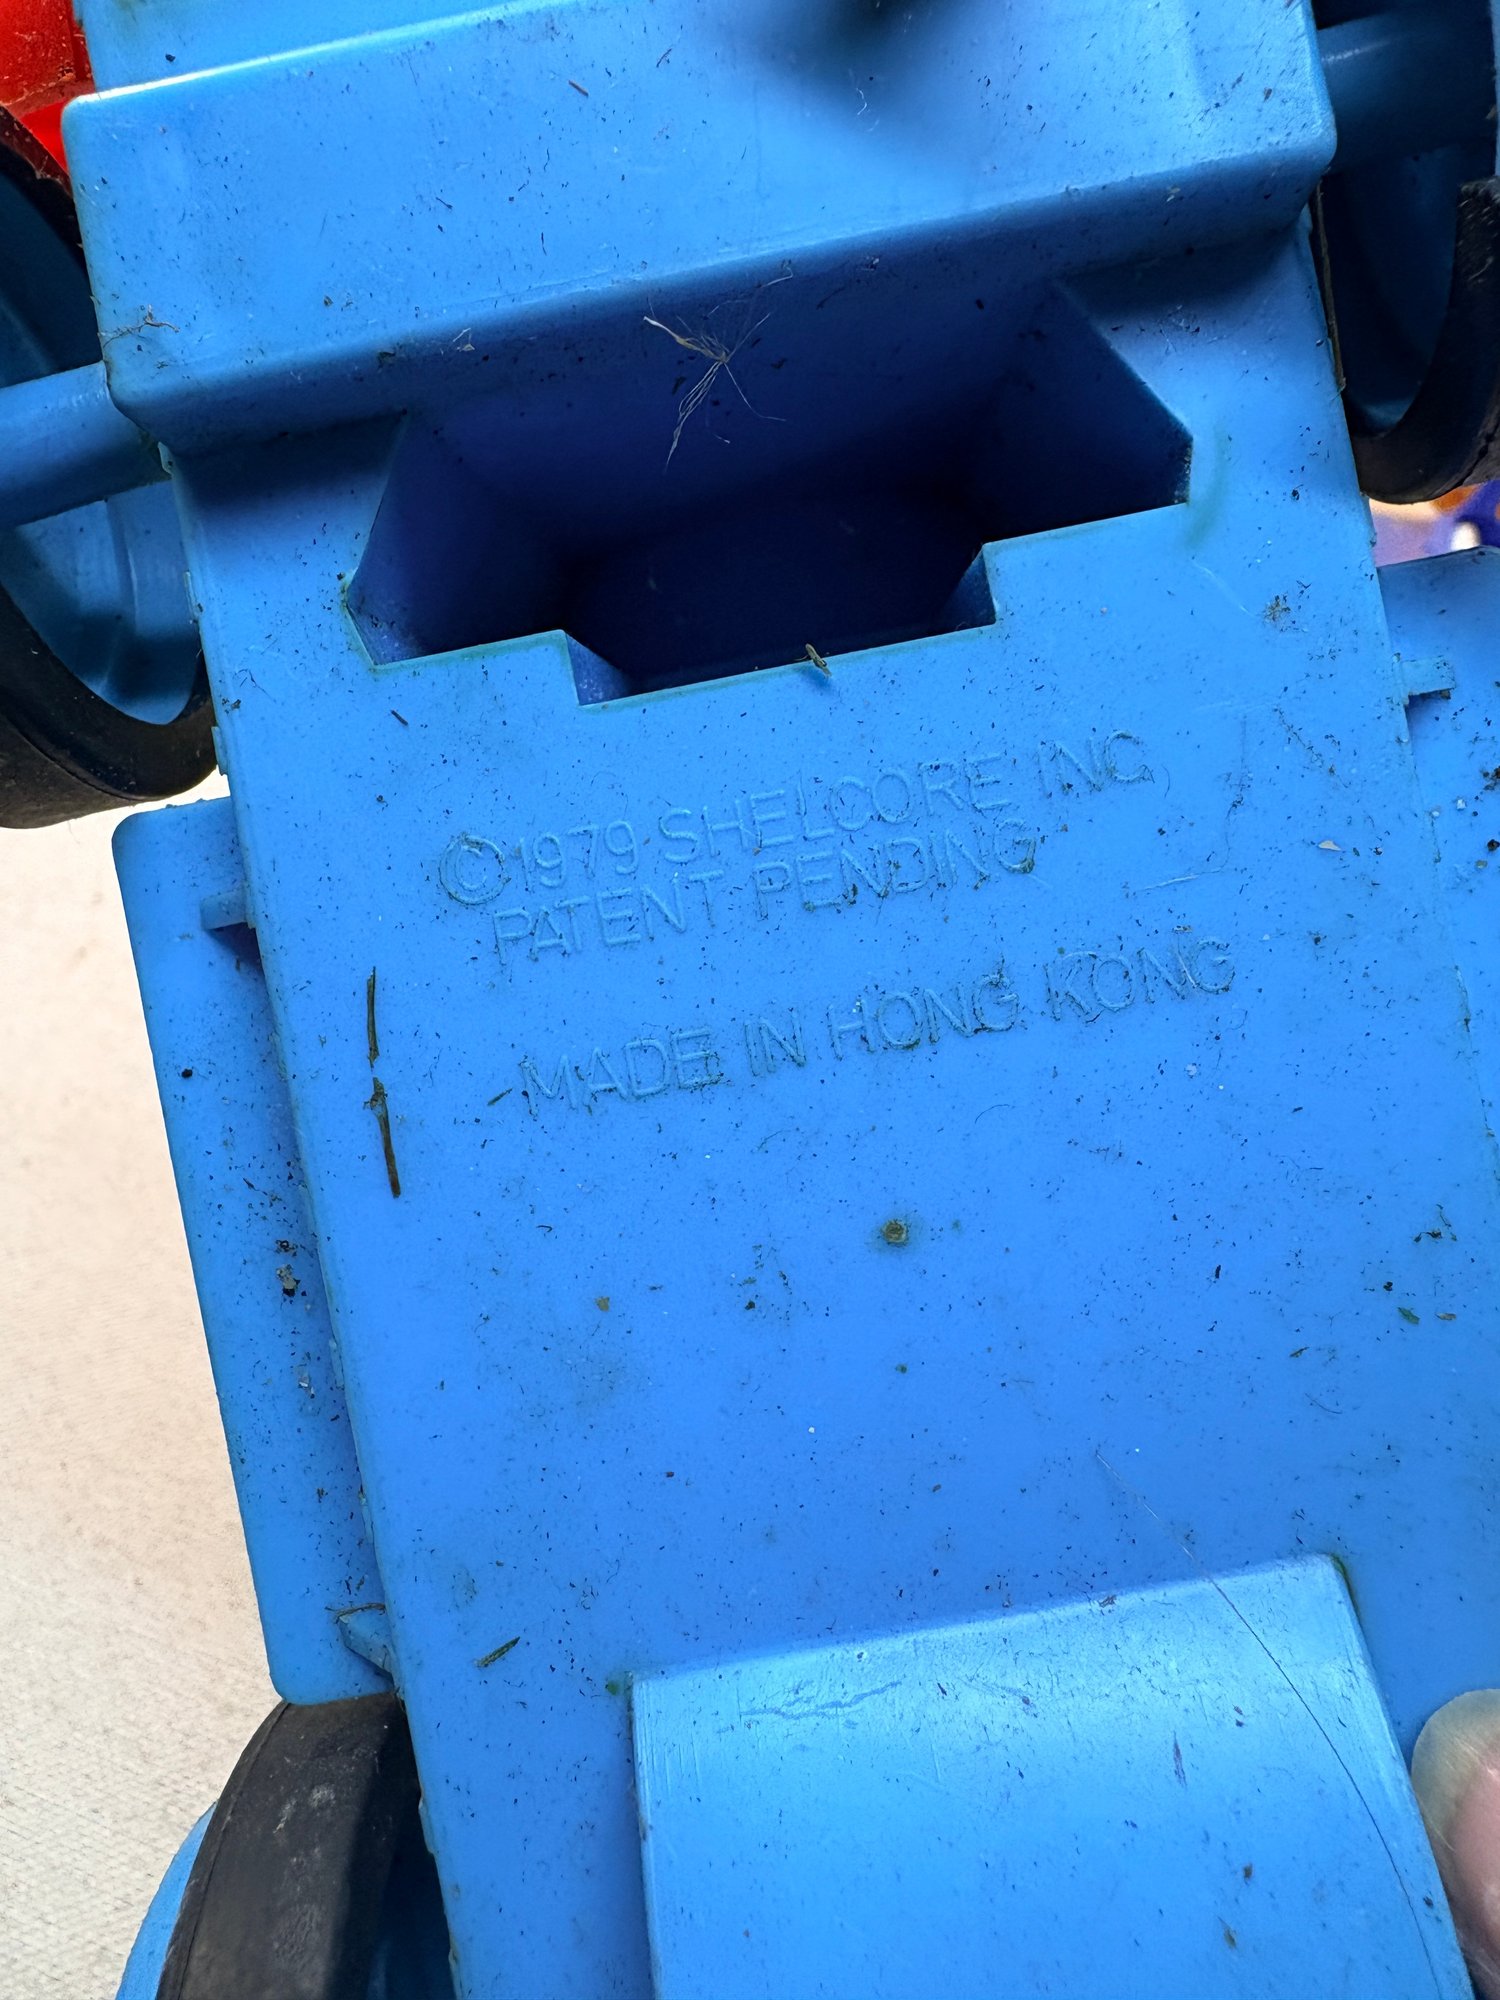 ©1979 SHELCORE INC
PATENT PENDING
MADE IN HONG KONG